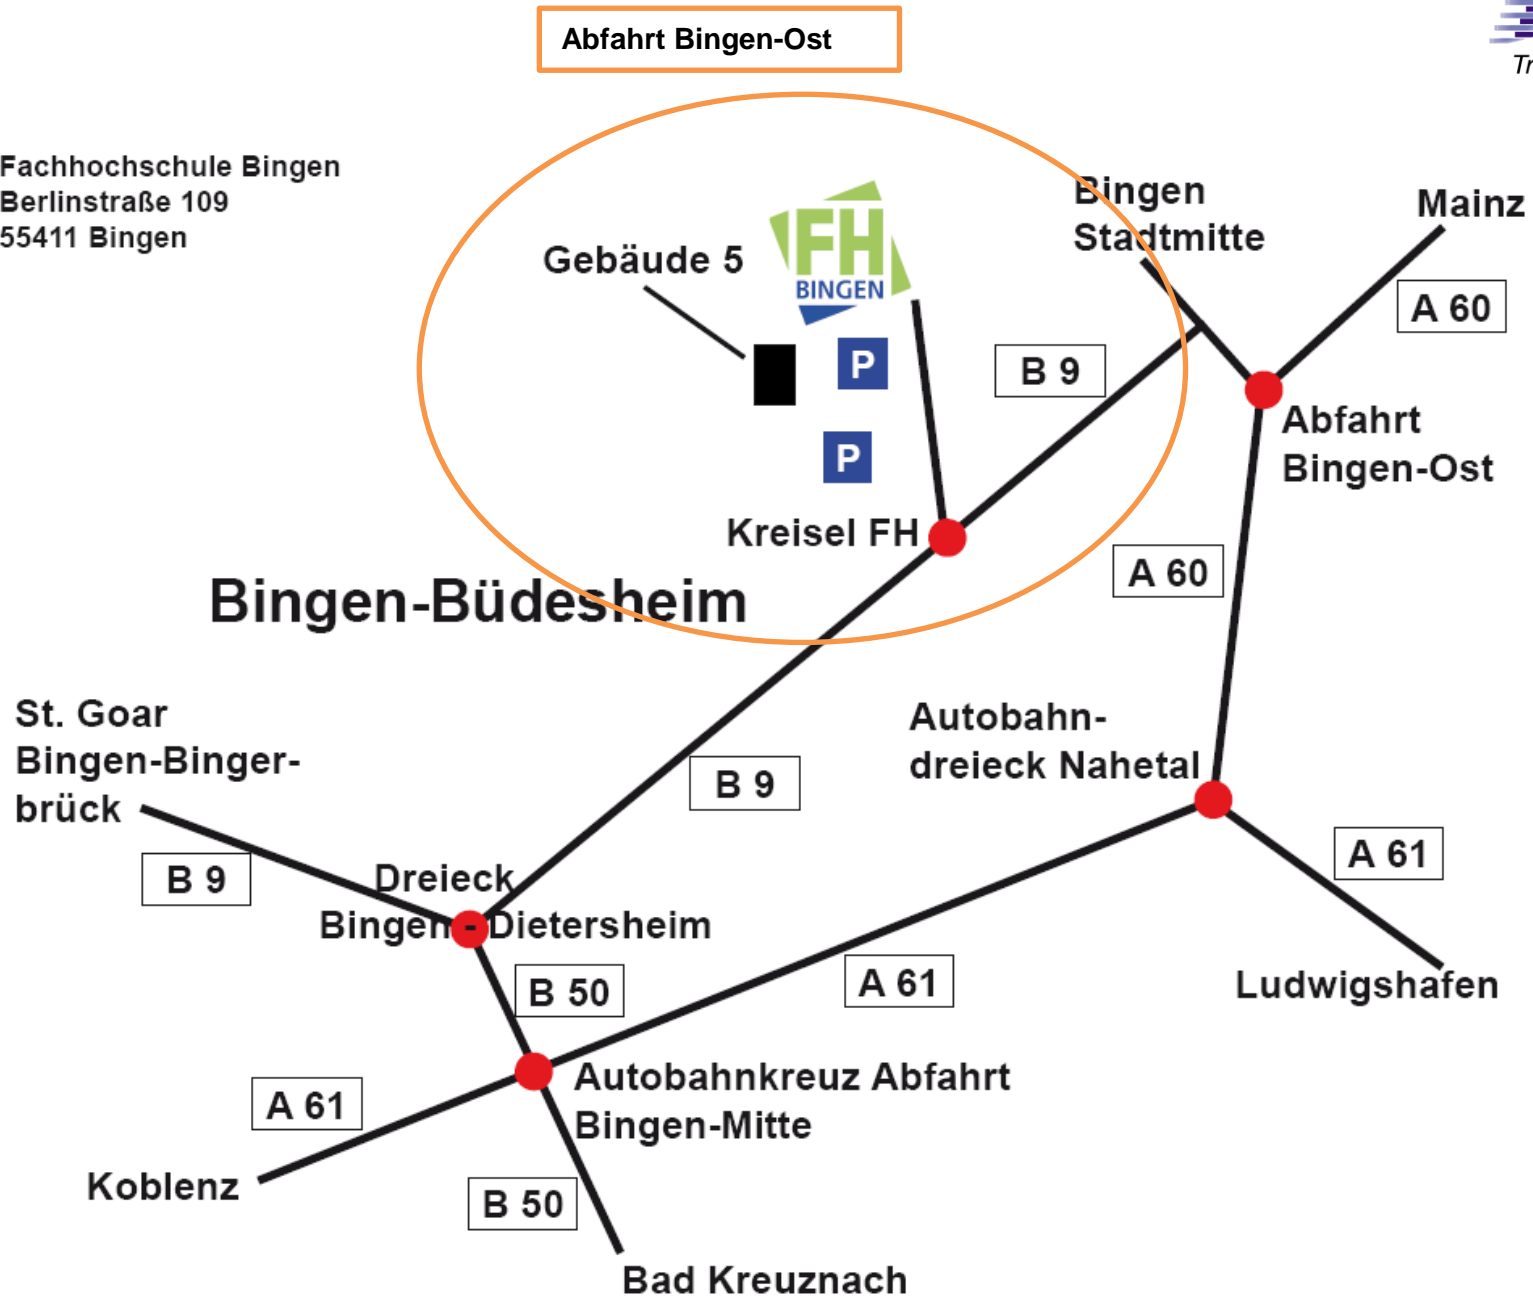 Abfahrt Bingen-Ost
Fachhochschule Bingen
Berlinstraße 109
55411 Bingen
Gebäude 5
FH
BINGEN
P
P
Bingen
Stadtmitte
Mainz
A 60
B 9
Abfahrt
Bingen-Ost
Kreisel FH
A 60
Bingen-Büdesheim
St. Goar
Bingen-Binger-
brück
Autobahn-
dreieck Nahetal
B 9
B 9
A 61
Dreieck
Bingen - Dietersheim
B 50
A 61
Ludwigshafen
Autobahnkreuz Abfahrt
Bingen-Mitte
A 61
Koblenz
B 50
Bad Kreuznach